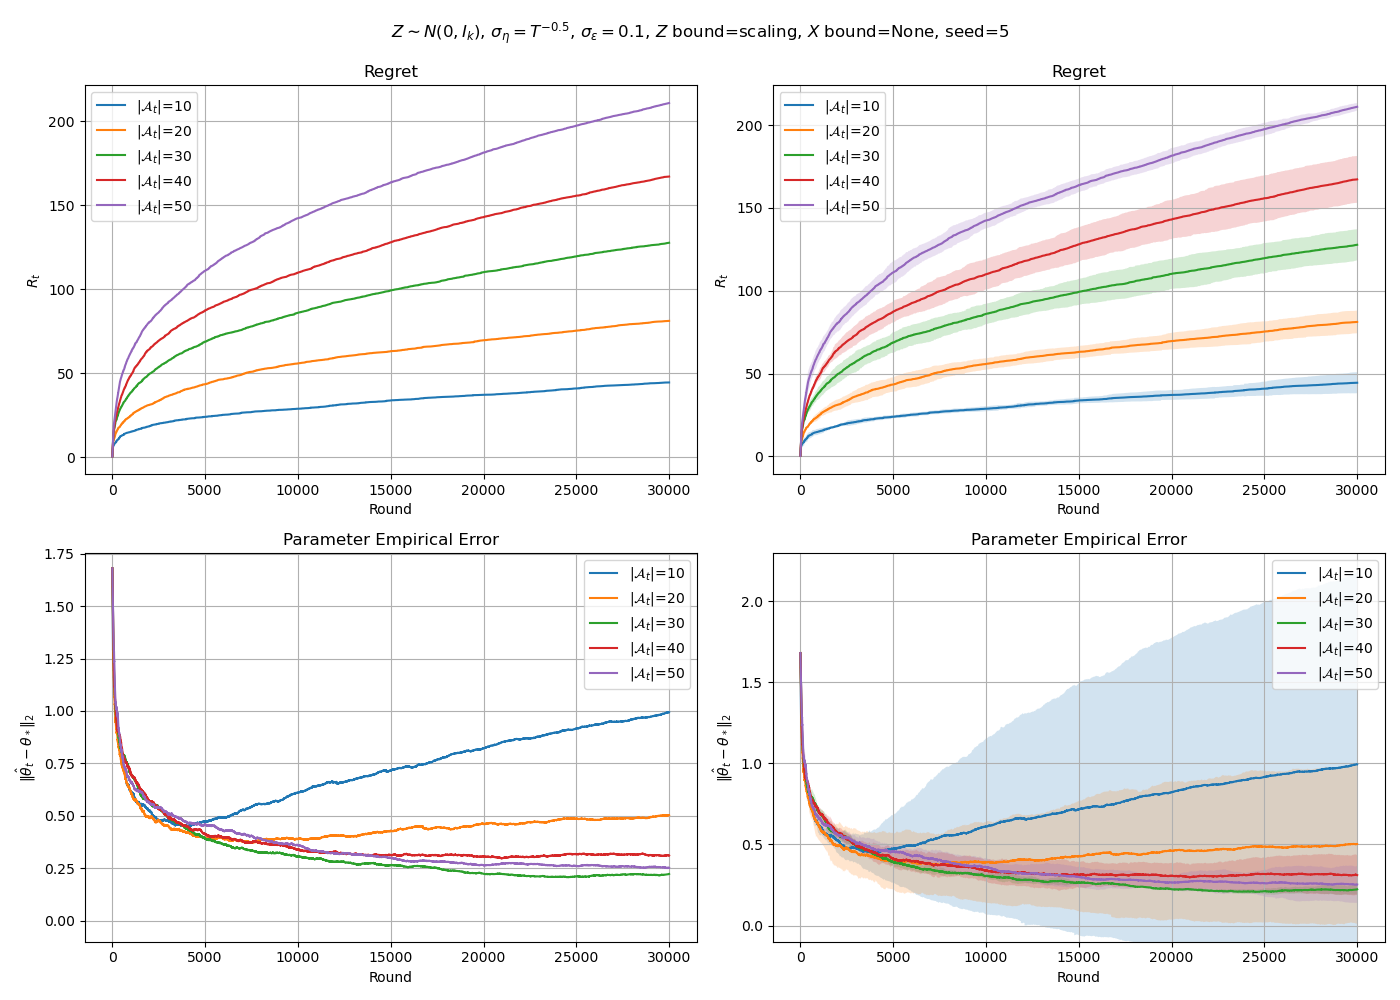 Z ∼ N(0, I_k), σ_η = T^{−0.5}, σ_ε = 0.1, Z bound=scaling, X bound=None, seed=5
Regret
|𝒜_t|=10
|𝒜_t|=20
|𝒜_t|=30
|𝒜_t|=40
|𝒜_t|=50
R_t
200
150
100
50
0
0 5000 10000 15000 20000 25000 30000
Round
Regret
|𝒜_t|=10
|𝒜_t|=20
|𝒜_t|=30
|𝒜_t|=40
|𝒜_t|=50
R_t
200
150
100
50
0
0 5000 10000 15000 20000 25000 30000
Round
Parameter Empirical Error
|𝒜_t|=10
|𝒜_t|=20
|𝒜_t|=30
|𝒜_t|=40
|𝒜_t|=50
‖θ̂_t − θ_*‖_2
1.75
1.50
1.25
1.00
0.75
0.50
0.25
0.00
0 5000 10000 15000 20000 25000 30000
Round
Parameter Empirical Error
|𝒜_t|=10
|𝒜_t|=20
|𝒜_t|=30
|𝒜_t|=40
|𝒜_t|=50
‖θ̂_t − θ_*‖_2
2.0
1.5
1.0
0.5
0.0
0 5000 10000 15000 20000 25000 30000
Round